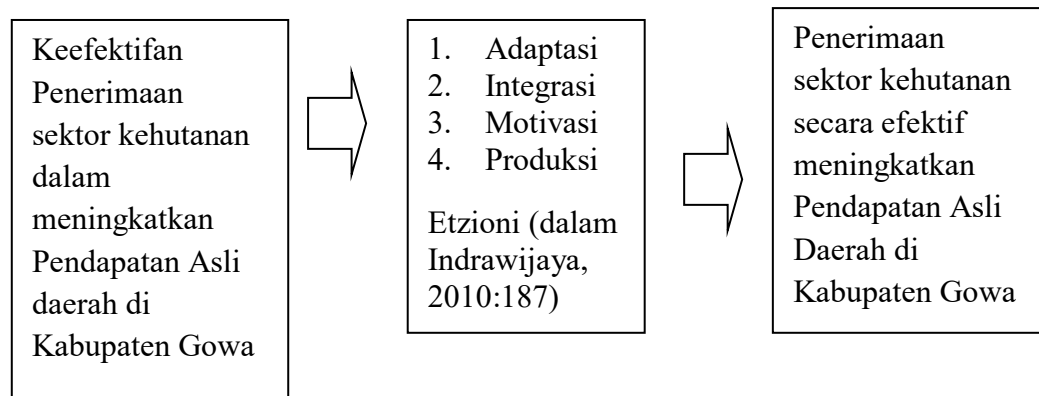 Keefektifan
Penerimaan
sektor kehutanan
dalam
meningkatkan
Pendapatan Asli
daerah di
Kabupaten Gowa
1. Adaptasi
2. Integrasi
3. Motivasi
4. Produksi
Etzioni (dalam
Indrawijaya,
2010:187)
Penerimaan
sektor kehutanan
secara efektif
meningkatkan
Pendapatan Asli
Daerah di
Kabupaten Gowa